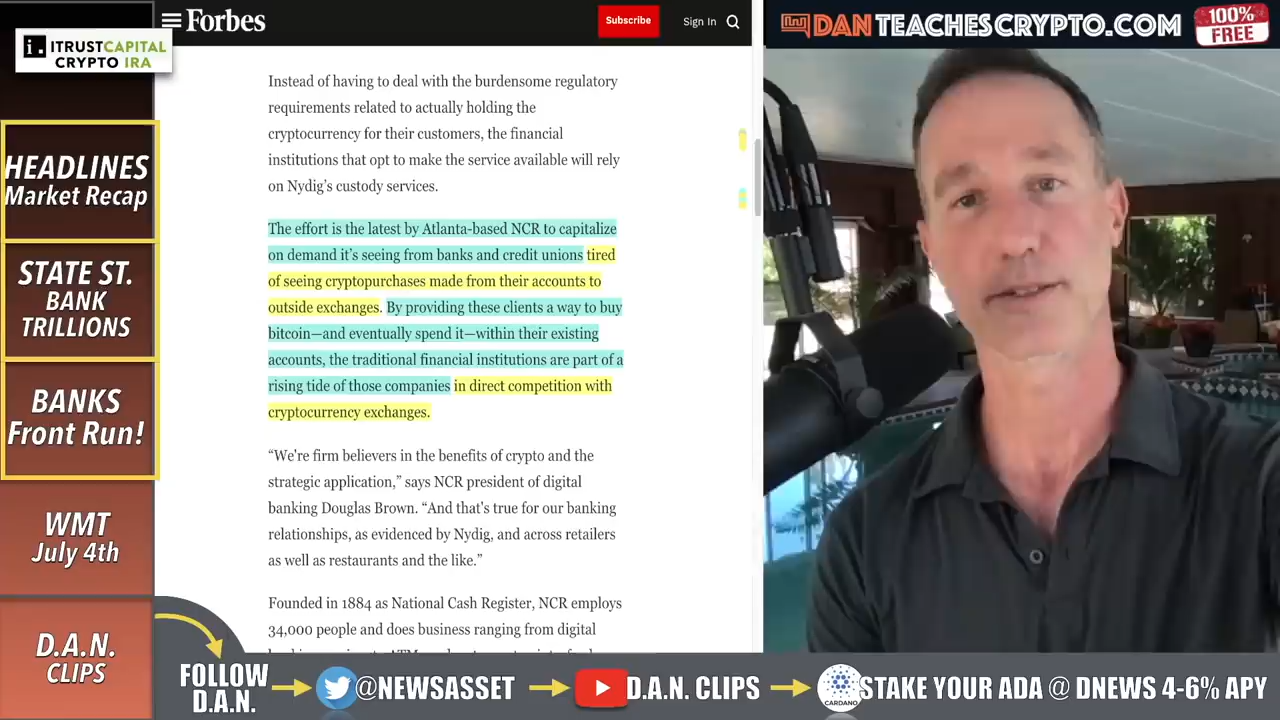 Forbes
Subscribe
Sign In
DANTEACHESCRYPTO.COM
100%
FREE
i. ITRUSTCAPITAL
CRYPTO IRA
HEADLINES
Market Recap
STATE ST.
BANK
TRILLIONS
BANKS
Front Run!
WMT
July 4th
D.A.N.
CLIPS
Instead of having to deal with the burdensome regulatory
requirements related to actually holding the
cryptocurrency for their customers, the financial
institutions that opt to make the service available will rely
on Nydig’s custody services.
The effort is the latest by Atlanta-based NCR to capitalize
on demand it’s seeing from banks and credit unions tired
of seeing cryptopurchases made from their accounts to
outside exchanges. By providing these clients a way to buy
bitcoin—and eventually spend it—within their existing
accounts, the traditional financial institutions are part of a
rising tide of those companies in direct competition with
cryptocurrency exchanges.
“We’re firm believers in the benefits of crypto and the
strategic application,” says NCR president of digital
banking Douglas Brown. “And that’s true for our banking
relationships, as evidenced by Nydig, and across retailers
as well as restaurants and the like.”
Founded in 1884 as National Cash Register, NCR employs
34,000 people and does business ranging from digital
FOLLOW
D.A.N.
@NEWSASSET
D.A.N. CLIPS
CARDANO
STAKE YOUR ADA @ DNEWS 4-6% APY